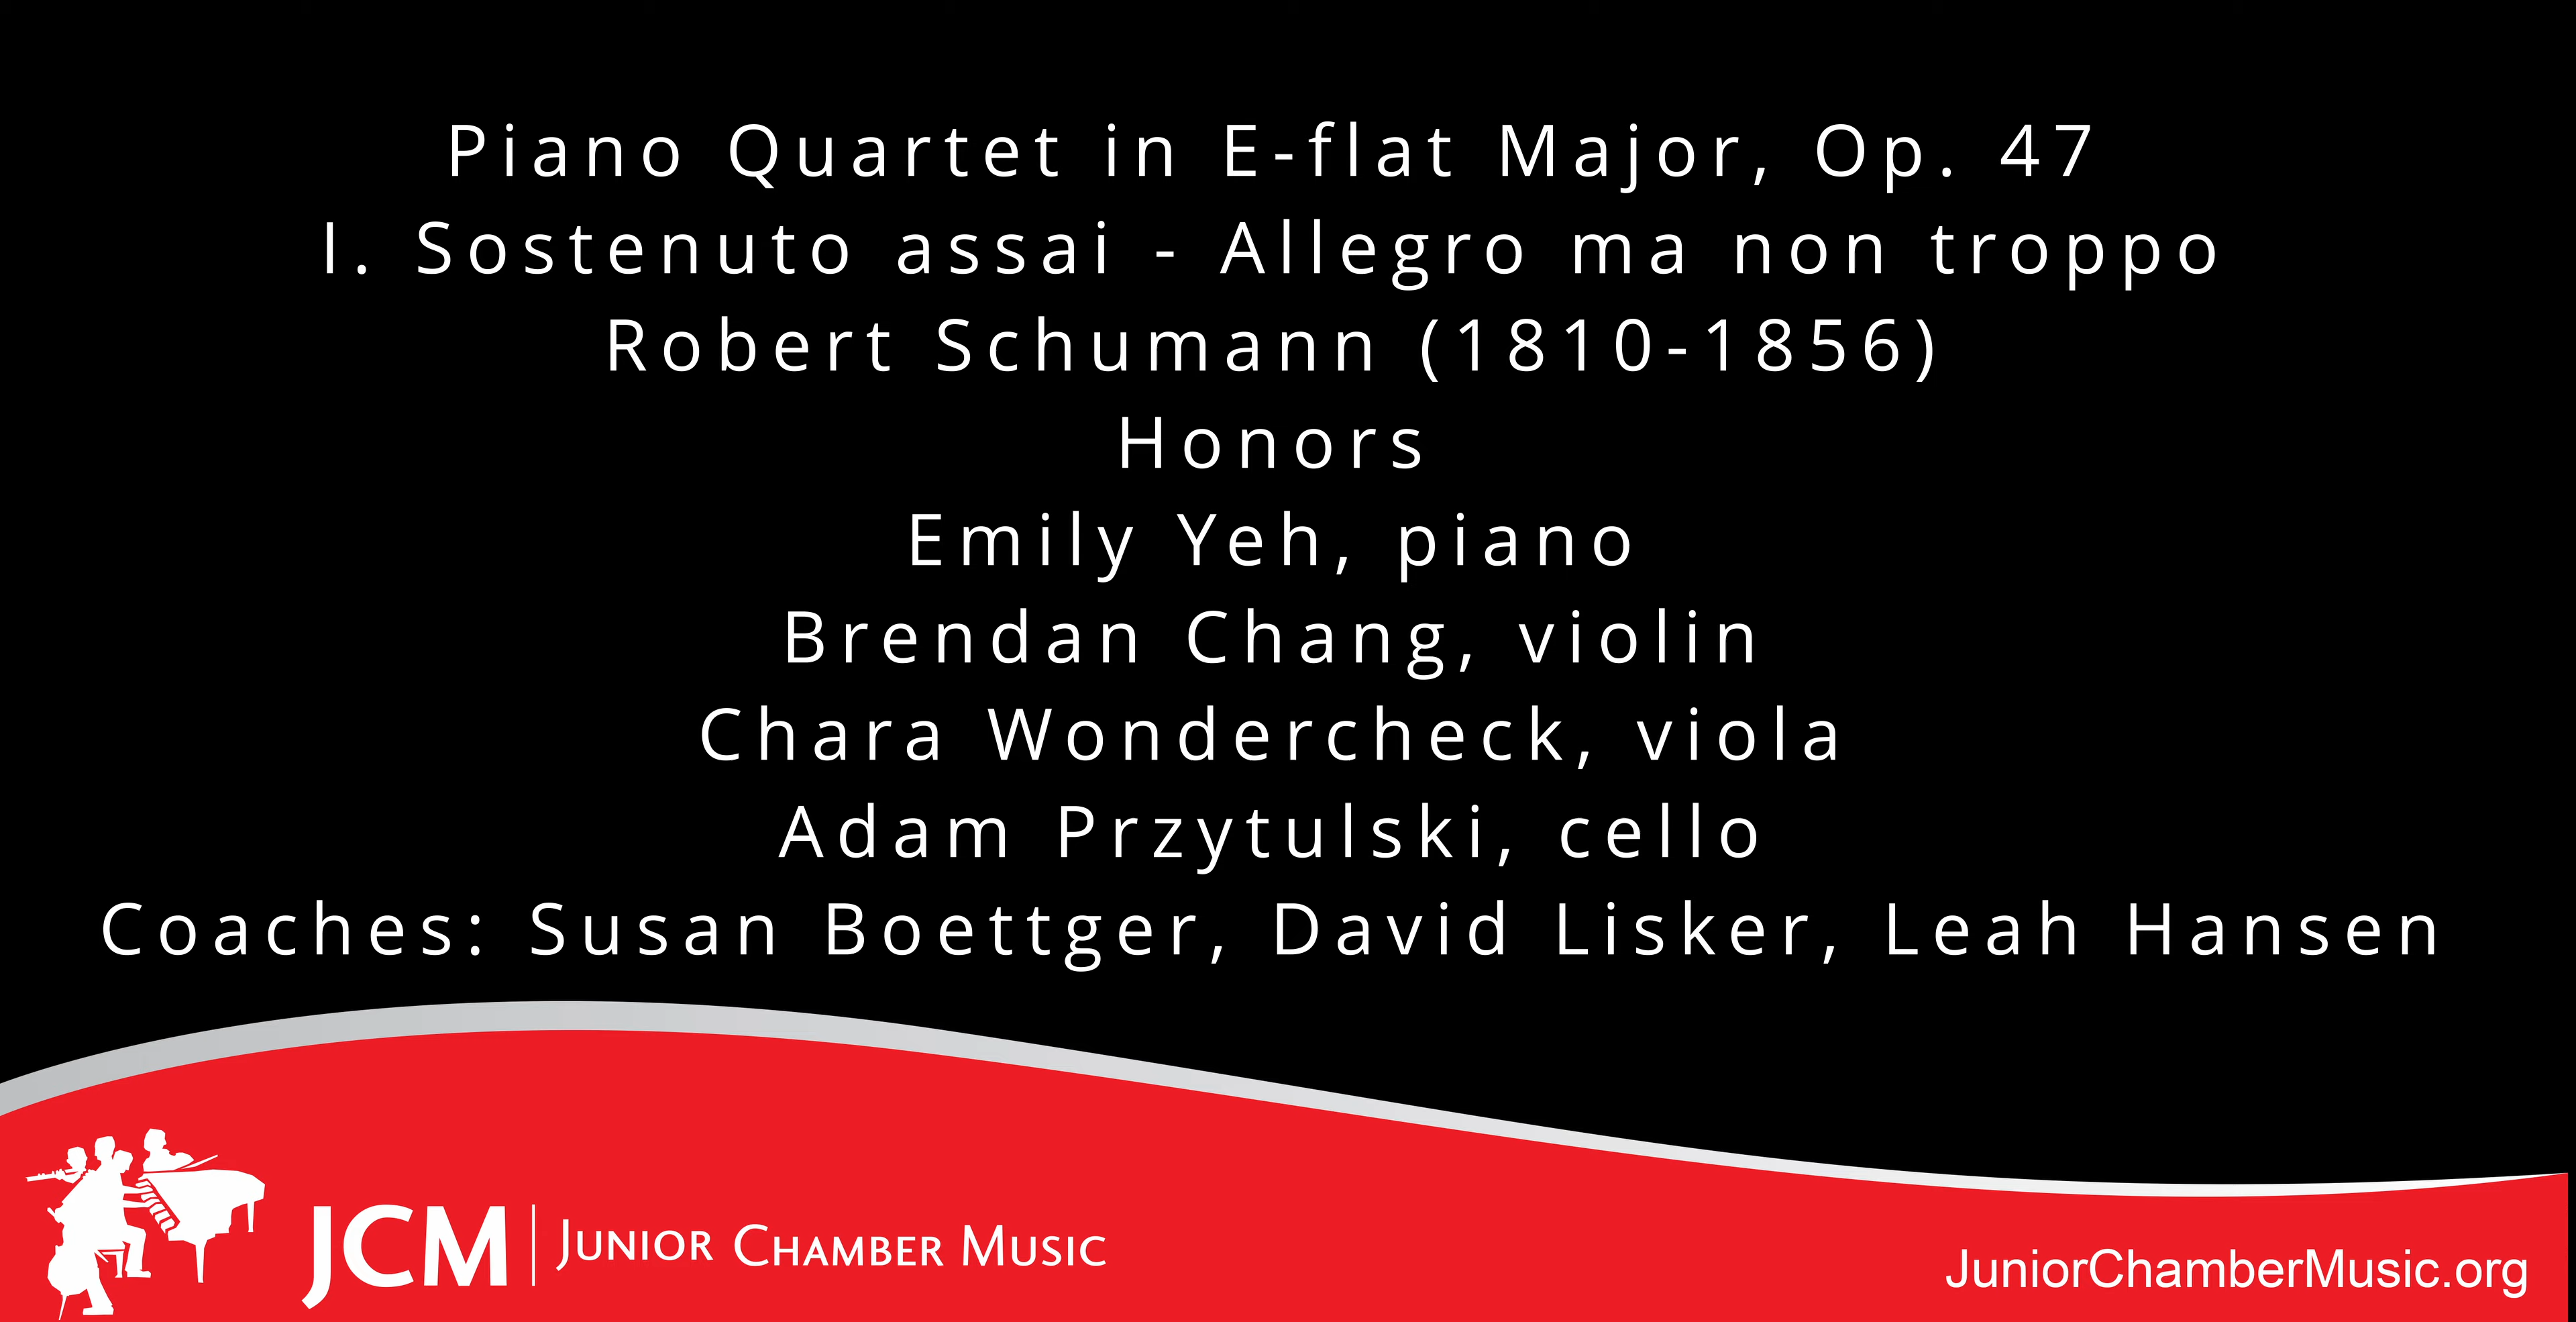 Piano Quartet in E-flat Major, Op. 47
I. Sostenuto assai - Allegro ma non troppo
Robert Schumann (1810-1856)
Honors
Emily Yeh, piano
Brendan Chang, violin
Chara Wondercheck, viola
Adam Przytulski, cello
Coaches: Susan Boettger, David Lisker, Leah Hansen
JCM | Junior Chamber Music
JuniorChamberMusic.org